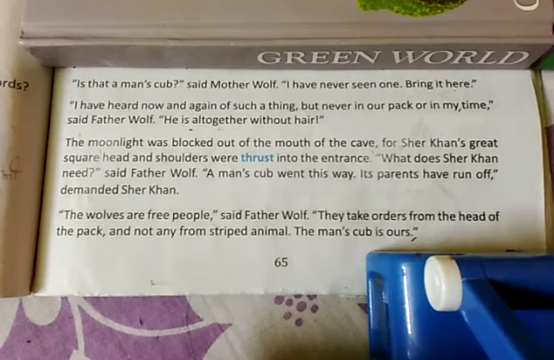 GREEN WORLD
rds?
"Is that a man's cub?" said Mother Wolf. "I have never seen one. Bring it here."
"I have heard now and again of such a thing, but never in our pack or in my time,"
said Father Wolf. "He is altogether without hair!"
The moonlight was blocked out of the mouth of the cave, for Sher Khan's great
square head and shoulders were thrust into the entrance. "What does Sher Khan
need?" said Father Wolf. "A man's cub went this way. Its parents have run off,"
demanded Sher Khan.
"The wolves are free people," said Father Wolf. "They take orders from the head of
the pack, and not any from striped animal. The man's cub is ours."
65